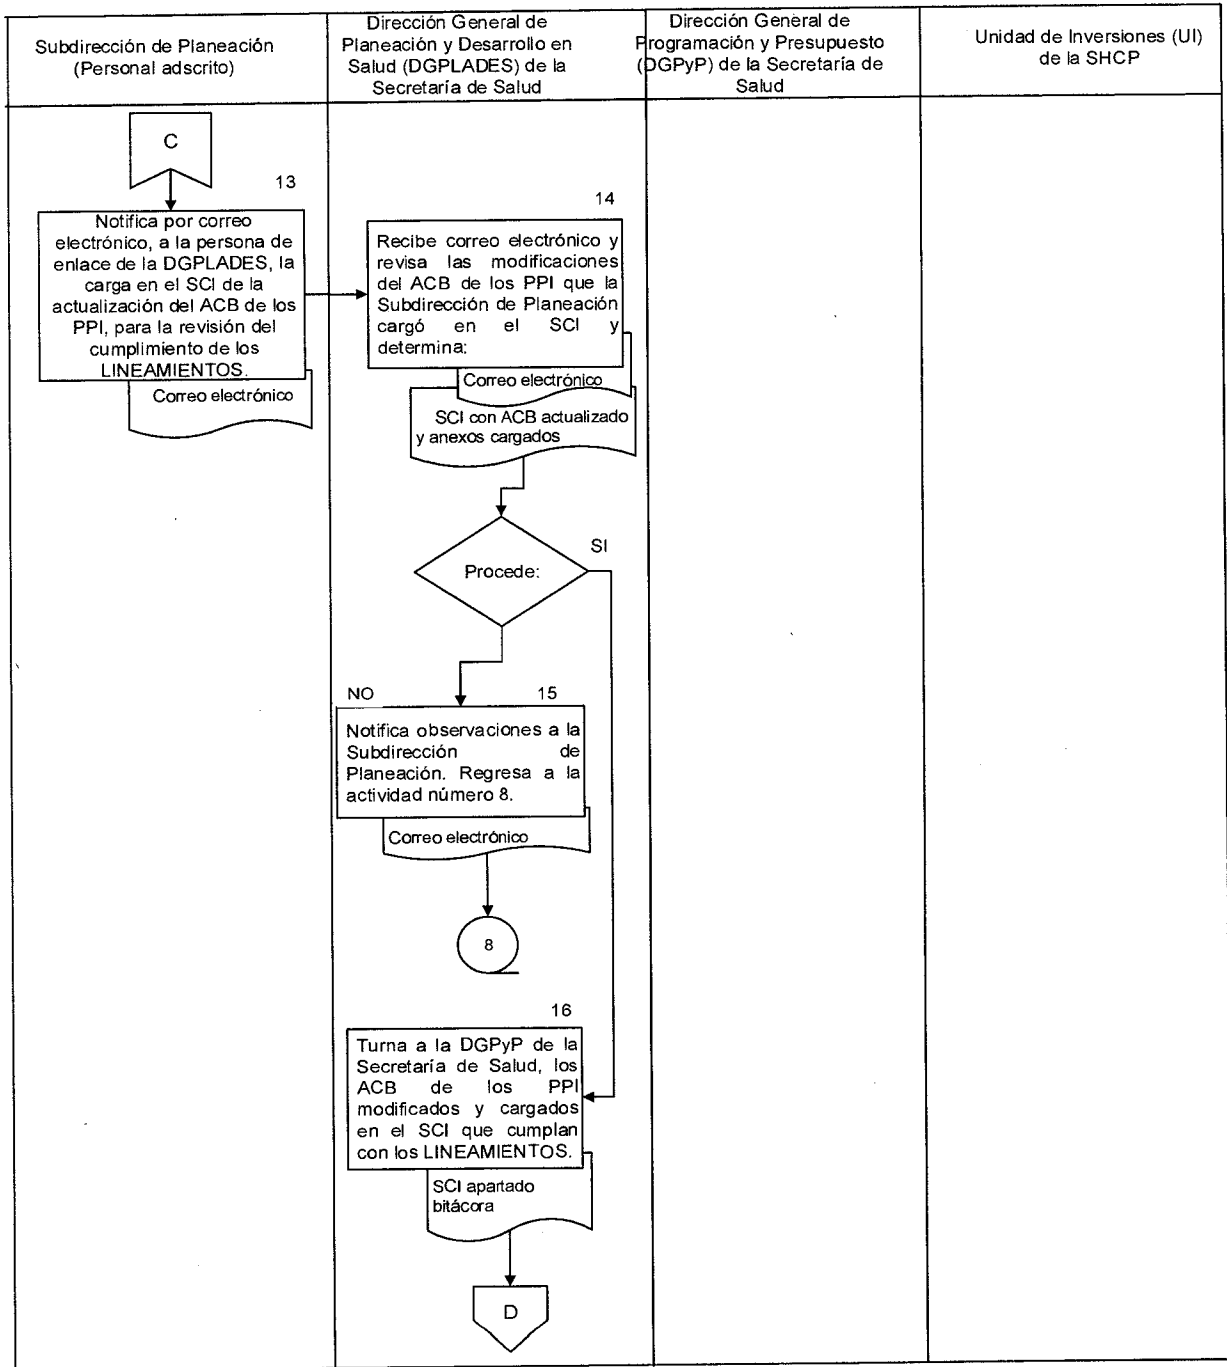 Subdirección de Planeación
(Personal adscrito)
Dirección General de
Planeación y Desarrollo en
Salud (DGPLADES) de la
Secretaría de Salud
Dirección General de
Programación y Presupuesto
(DGPyP) de la Secretaría de
Salud
Unidad de Inversiones (UI)
de la SHCP
C
13
Notifica por correo
electrónico, a la persona de
enlace de la DGPLADES, la
carga en el SCI de la
actualización del ACB de los
PPI, para la revisión del
cumplimiento de los
LINEAMIENTOS.
Correo electrónico
14
Recibe correo electrónico y
revisa las modificaciones
del ACB de los PPI que la
Subdirección de Planeación
cargó en el SCI y
determina:
Correo electrónico
SCI con ACB actualizado
y anexos cargados
Procede:
SI
NO
15
Notifica observaciones a la
Subdirección de
Planeación. Regresa a la
actividad número 8.
Correo electrónico
8
16
Turna a la DGPyP de la
Secretaría de Salud, los
ACB de los PPI
modificados y cargados
en el SCI que cumplan
con los LINEAMIENTOS.
SCI apartado
bitácora
D